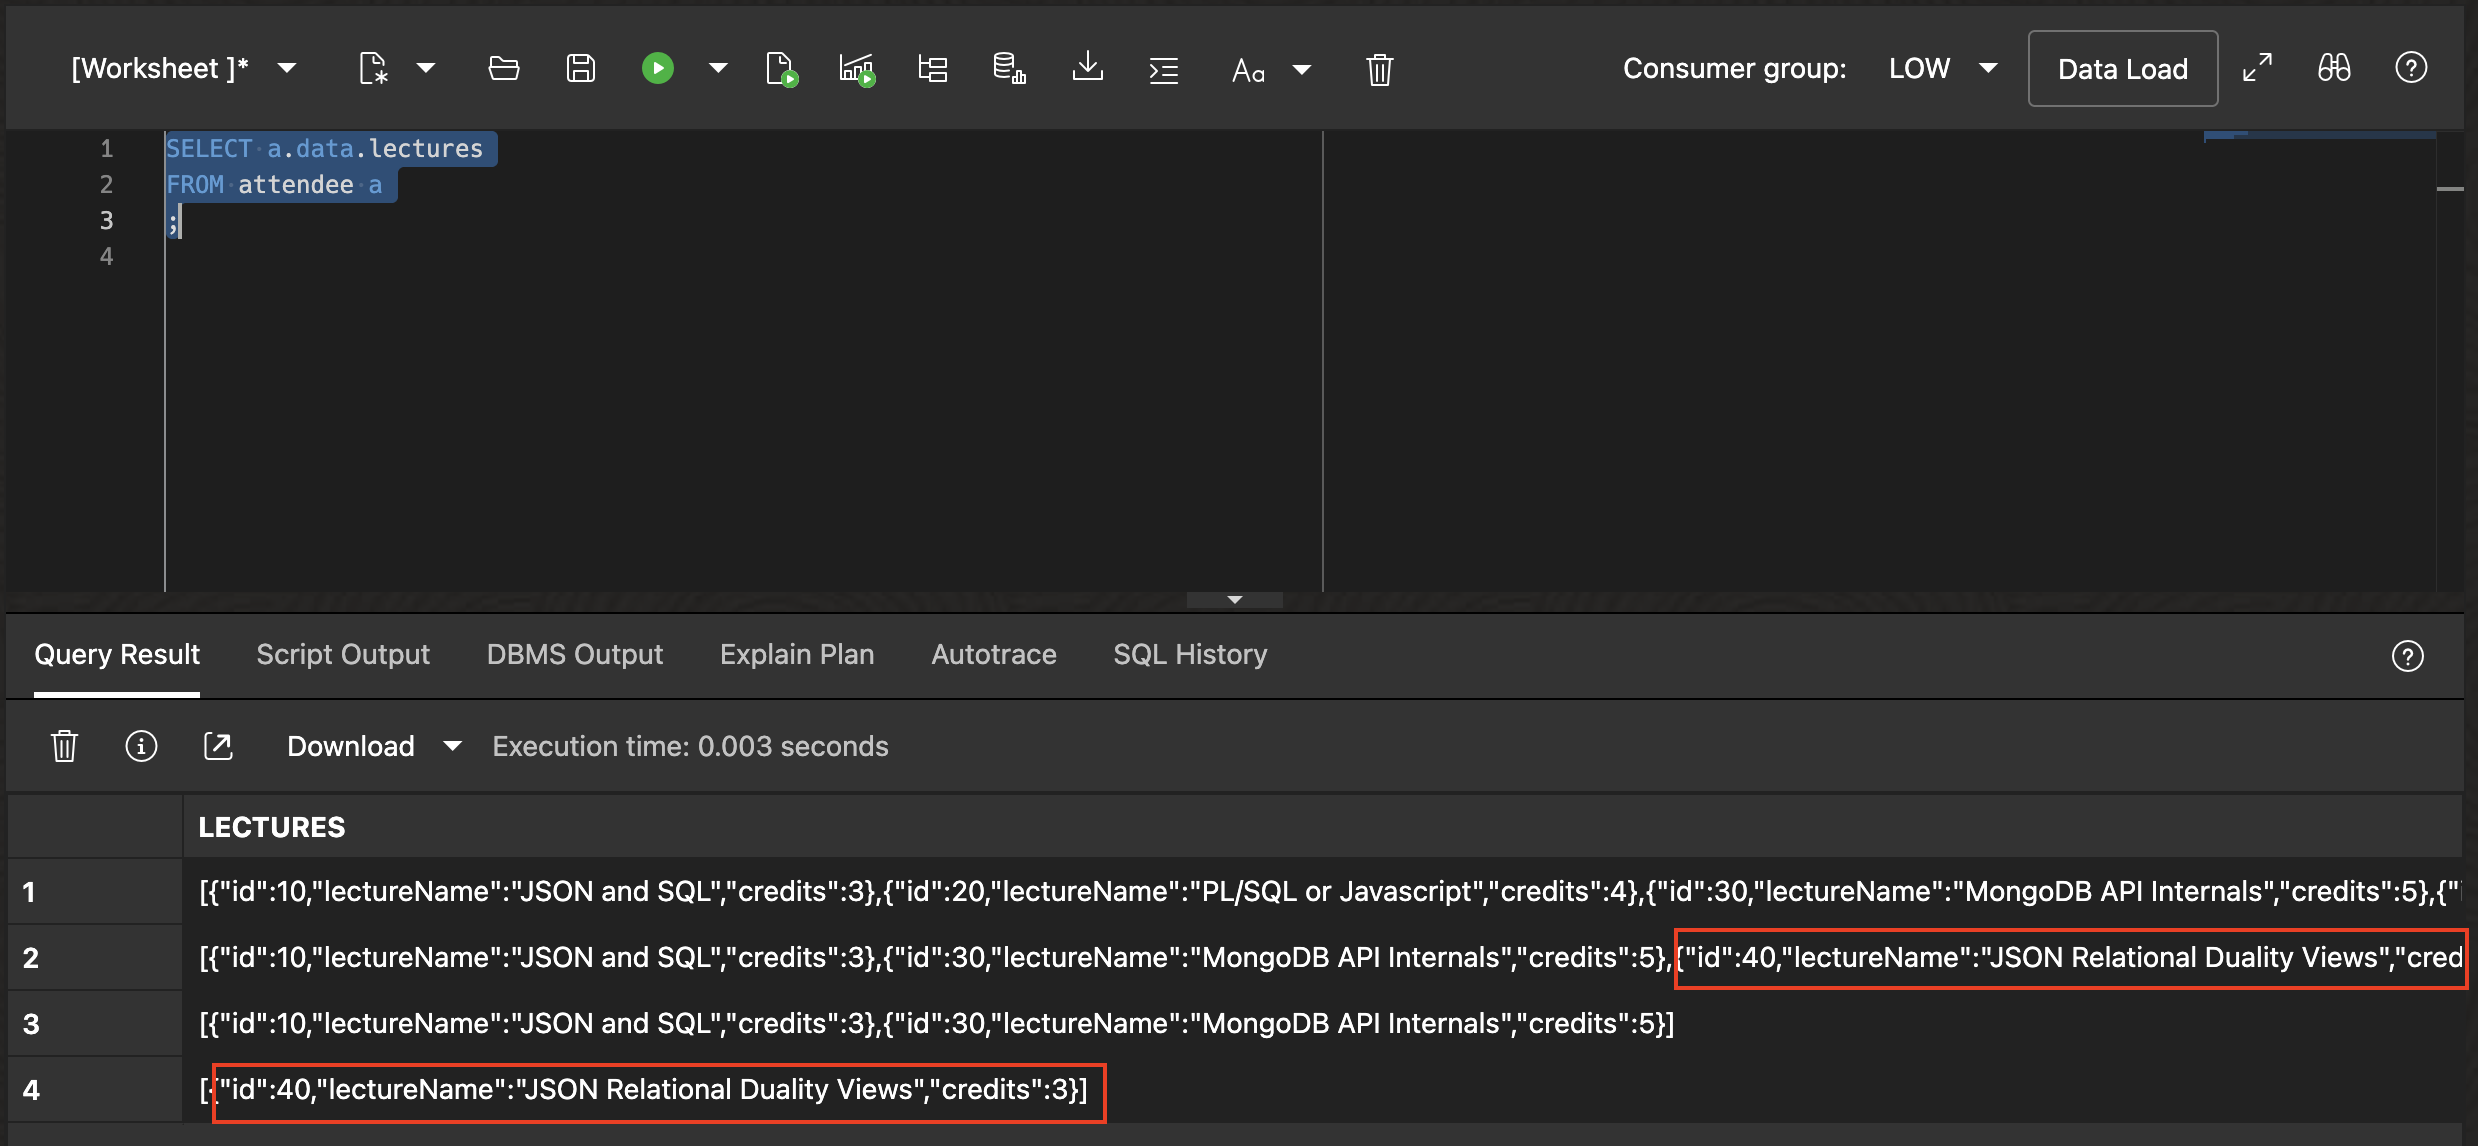 [Worksheet ]* Aa Consumer group: LOW Data Load
1 SELECT a.data.lectures
2 FROM attendee a
3 ;
4
Query Result Script Output DBMS Output Explain Plan Autotrace SQL History
Download Execution time: 0.003 seconds
LECTURES
1 [{"id":10,"lectureName":"JSON and SQL","credits":3},{"id":20,"lectureName":"PL/SQL or Javascript","credits":4},{"id":30,"lectureName":"MongoDB API Internals","credits":5},{"i
2 [{"id":10,"lectureName":"JSON and SQL","credits":3},{"id":30,"lectureName":"MongoDB API Internals","credits":5},{"id":40,"lectureName":"JSON Relational Duality Views","cred
3 [{"id":10,"lectureName":"JSON and SQL","credits":3},{"id":30,"lectureName":"MongoDB API Internals","credits":5}]
4 [{"id":40,"lectureName":"JSON Relational Duality Views","credits":3}]